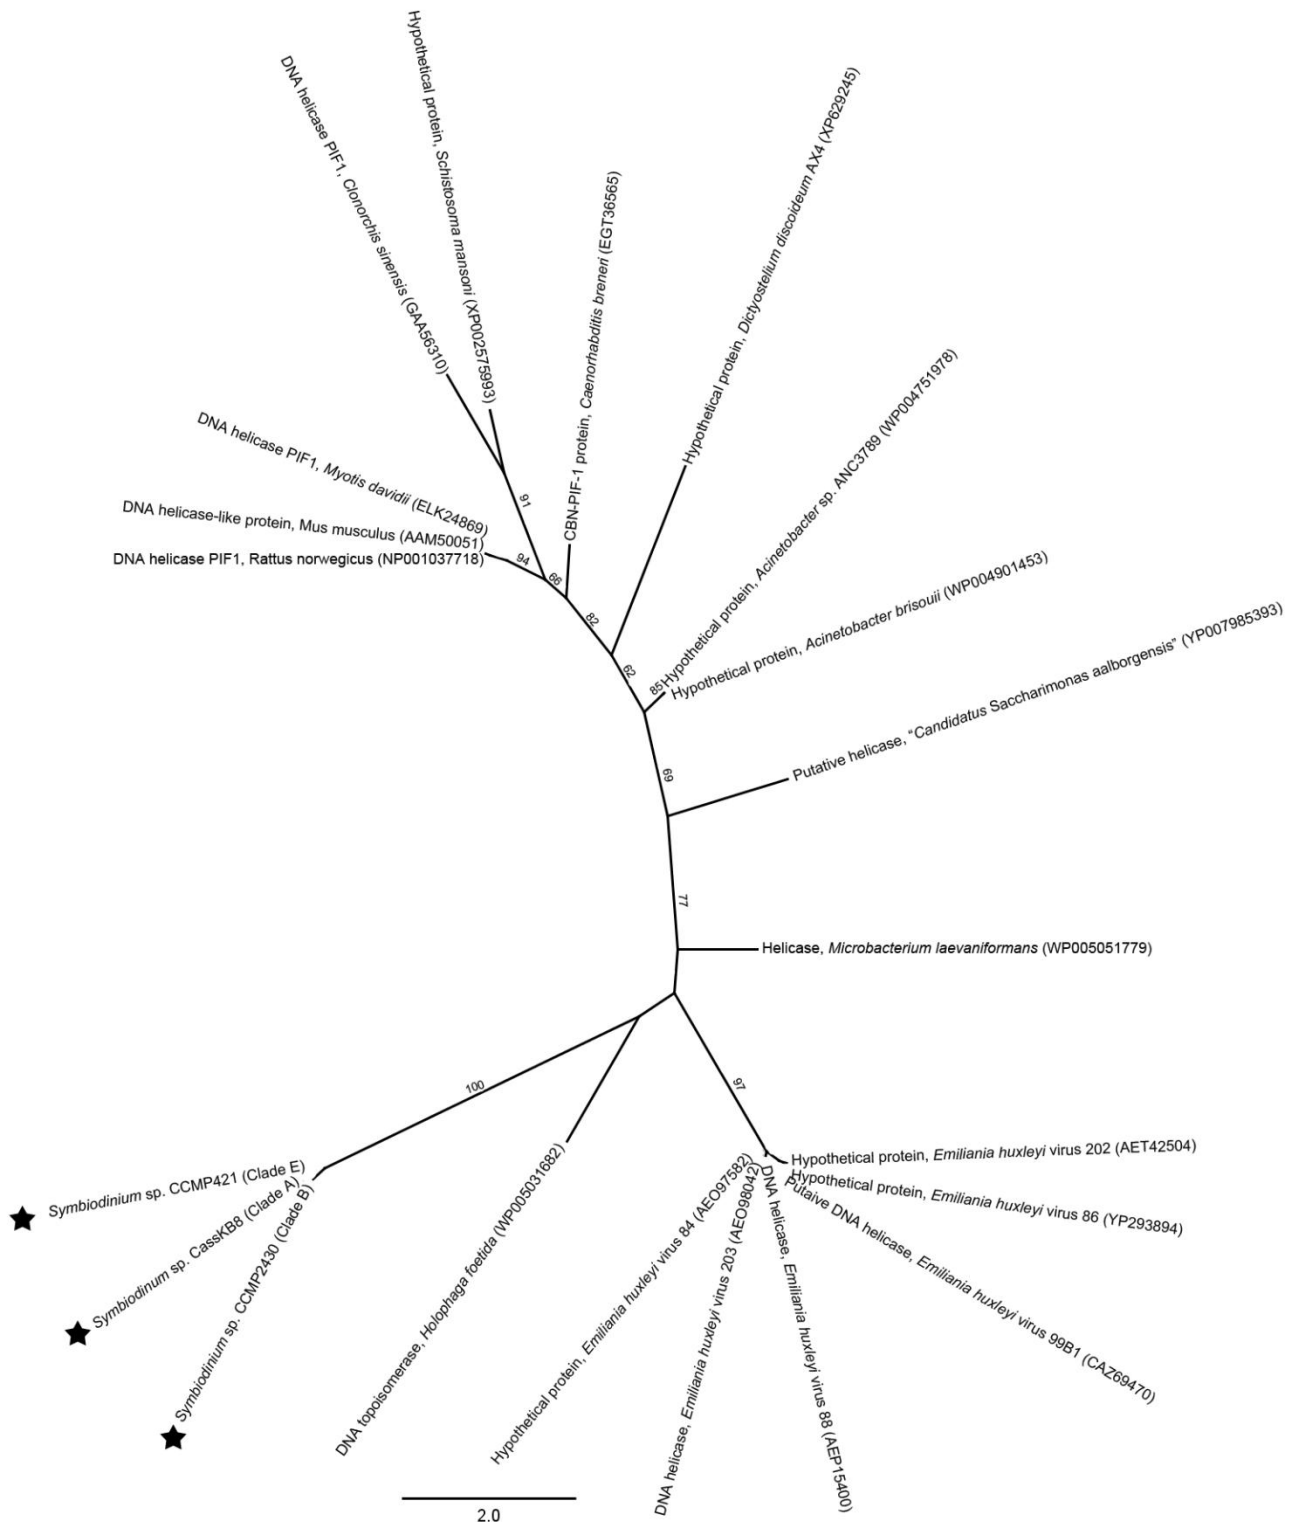 Hypothetical protein, Schistosoma mansoni (XP002575993)
DNA helicase PIF1, Clonorchis sinensis (GAA56310)
Hypothetical protein, Dictyostelium discoideum AX4 (XP629245)
CBN-PIF-1 protein, Caenorhabditis breneri (EGT36565)
Hypothetical protein, Acinetobacter sp. ANC3789 (WP004751978)
DNA helicase PIF1, Myotis davidii (ELK24869)
DNA helicase-like protein, Mus musculus (AAM50051)
DNA helicase PIF1, Rattus norwegicus (NP001037718)
91
94
66
82
62
85
Hypothetical protein, Acinetobacter brisouii (WP004901453)
Putative helicase, "Candidatus Saccharimonas aalborgensis" (YP007985393)
69
77
Helicase, Microbacterium laevaniformans (WP005051779)
100
97
Symbiodinium sp. CCMP421 (Clade E)
Symbiodinum sp. CassKB8 (Clade A)
Symbiodinium sp. CCMP2430 (Clade B)
DNA topoisomerase, Holophaga foetida (WP005031682)
Hypothetical protein, Emiliania huxleyi virus 84 (AEO97582)
DNA helicase, Emiliania huxleyi virus 203 (AEO98042)
DNA helicase, Emiliania huxleyi virus 88 (AEP15400)
Putaive DNA helicase, Emiliania huxleyi virus 99B1 (CAZ69470)
Hypothetical protein, Emiliania huxleyi virus 86 (YP293894)
Hypothetical protein, Emiliania huxleyi virus 202 (AET42504)
2.0